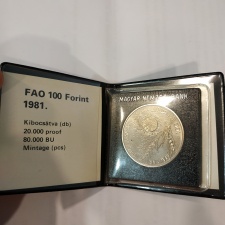 FAO 100 Forint
1981.
Kibocsátva (db)
20.000 proof
80.000 BU
Mintage (pcs)
MAGYAR NEMZETI BANK